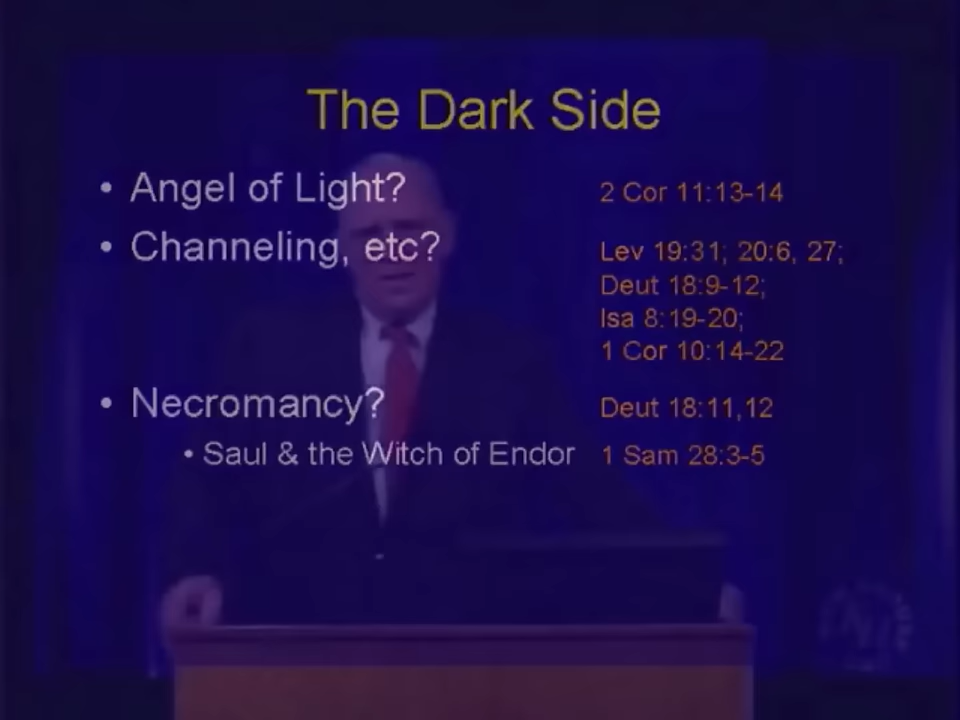 The Dark Side
• Angel of Light? 2 Cor 11:13-14
• Channeling, etc? Lev 19:31; 20:6, 27;
Deut 18:9-12;
Isa 8:19-20;
1 Cor 10:14-22
• Necromancy? Deut 18:11,12
• Saul & the Witch of Endor 1 Sam 28:3-5